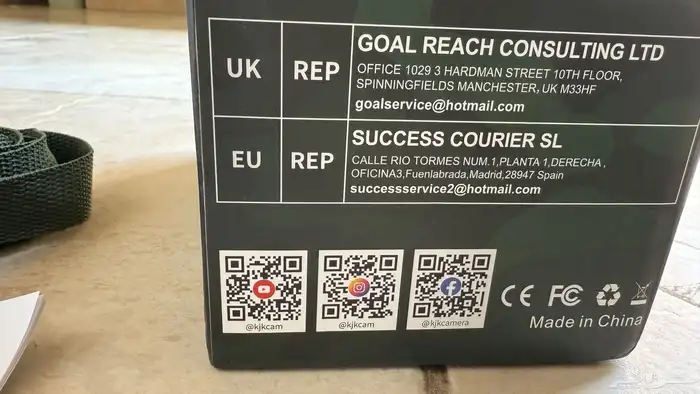 UK
REP
GOAL REACH CONSULTING LTD
OFFICE 1029 3 HARDMAN STREET 10TH FLOOR,
SPINNINGFIELDS MANCHESTER, UK M33HF
goalservice@hotmail.com
EU
REP
SUCCESS COURIER SL
CALLE RIO TORMES NUM.1,PLANTA 1,DERECHA,
OFICINA3,Fuenlabrada,Madrid,28947 Spain
successservice2@hotmail.com
@kjkcam
@kjkcam
@kjkcamera
CE FC
Made in China